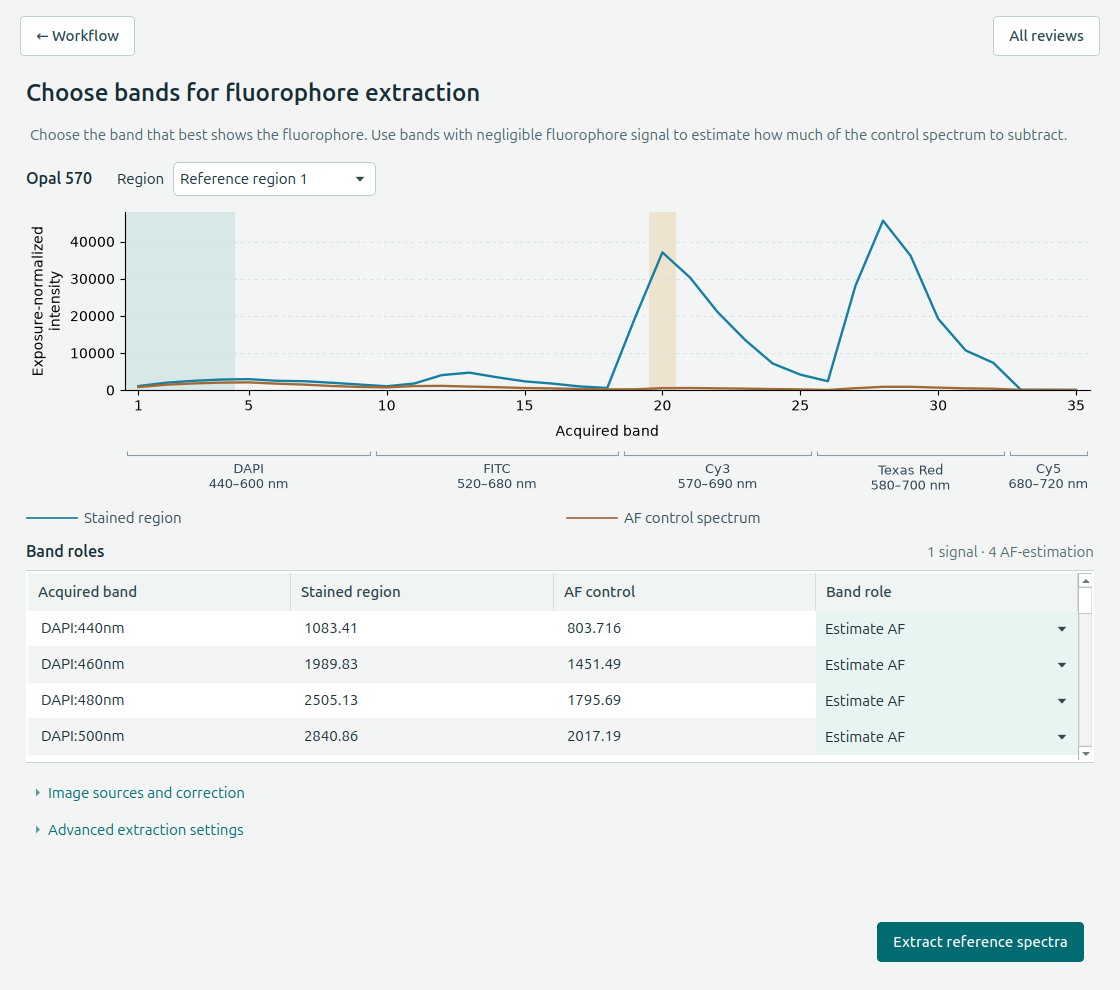 ← Workflow
All reviews
Choose bands for fluorophore extraction
Choose the band that best shows the fluorophore. Use bands with negligible fluorophore signal to estimate how much of the control spectrum to subtract.
Opal 570 Region Reference region 1
Exposure-normalized
intensity
40000
30000
20000
10000
0
1 5 10 15 20 25 30 35
Acquired band
DAPI FITC Cy3 Texas Red Cy5
440–600 nm 520–680 nm 570–690 nm 580–700 nm 680–720 nm
Stained region AF control spectrum
Band roles 1 signal · 4 AF-estimation
Acquired band Stained region AF control Band role
DAPI:440nm 1083.41 803.716 Estimate AF
DAPI:460nm 1989.83 1451.49 Estimate AF
DAPI:480nm 2505.13 1795.69 Estimate AF
DAPI:500nm 2840.86 2017.19 Estimate AF
Image sources and correction
Advanced extraction settings
Extract reference spectra